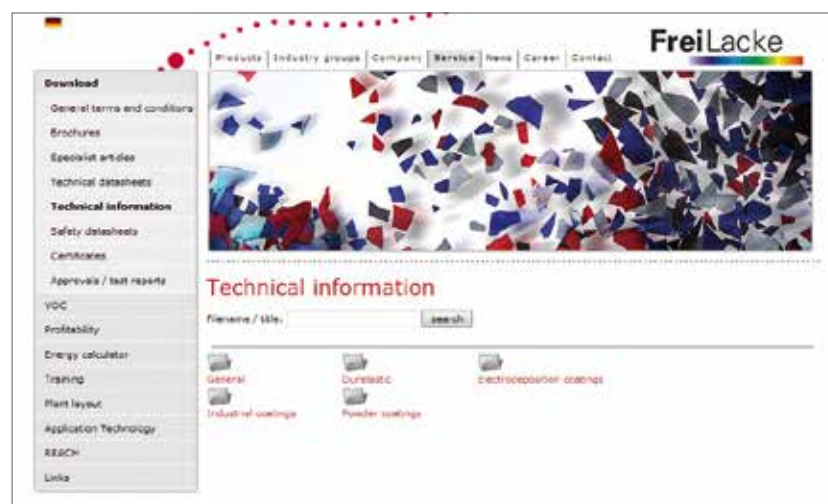 FreiLacke
Products Industry groups Company Service News Career Contact
Download
General terms and conditions
Brochures
Specialist articles
Technical datasheets
Technical information
Safety datasheets
Certificates
Approvals / test reports
VOC
Profitability
Energy calculator
Training
Plant layout
Application Technology
REACH
Links
Technical information
Filename / title: search
General Durelastic Electrodeposition coatings
Industrial coatings Powder coatings